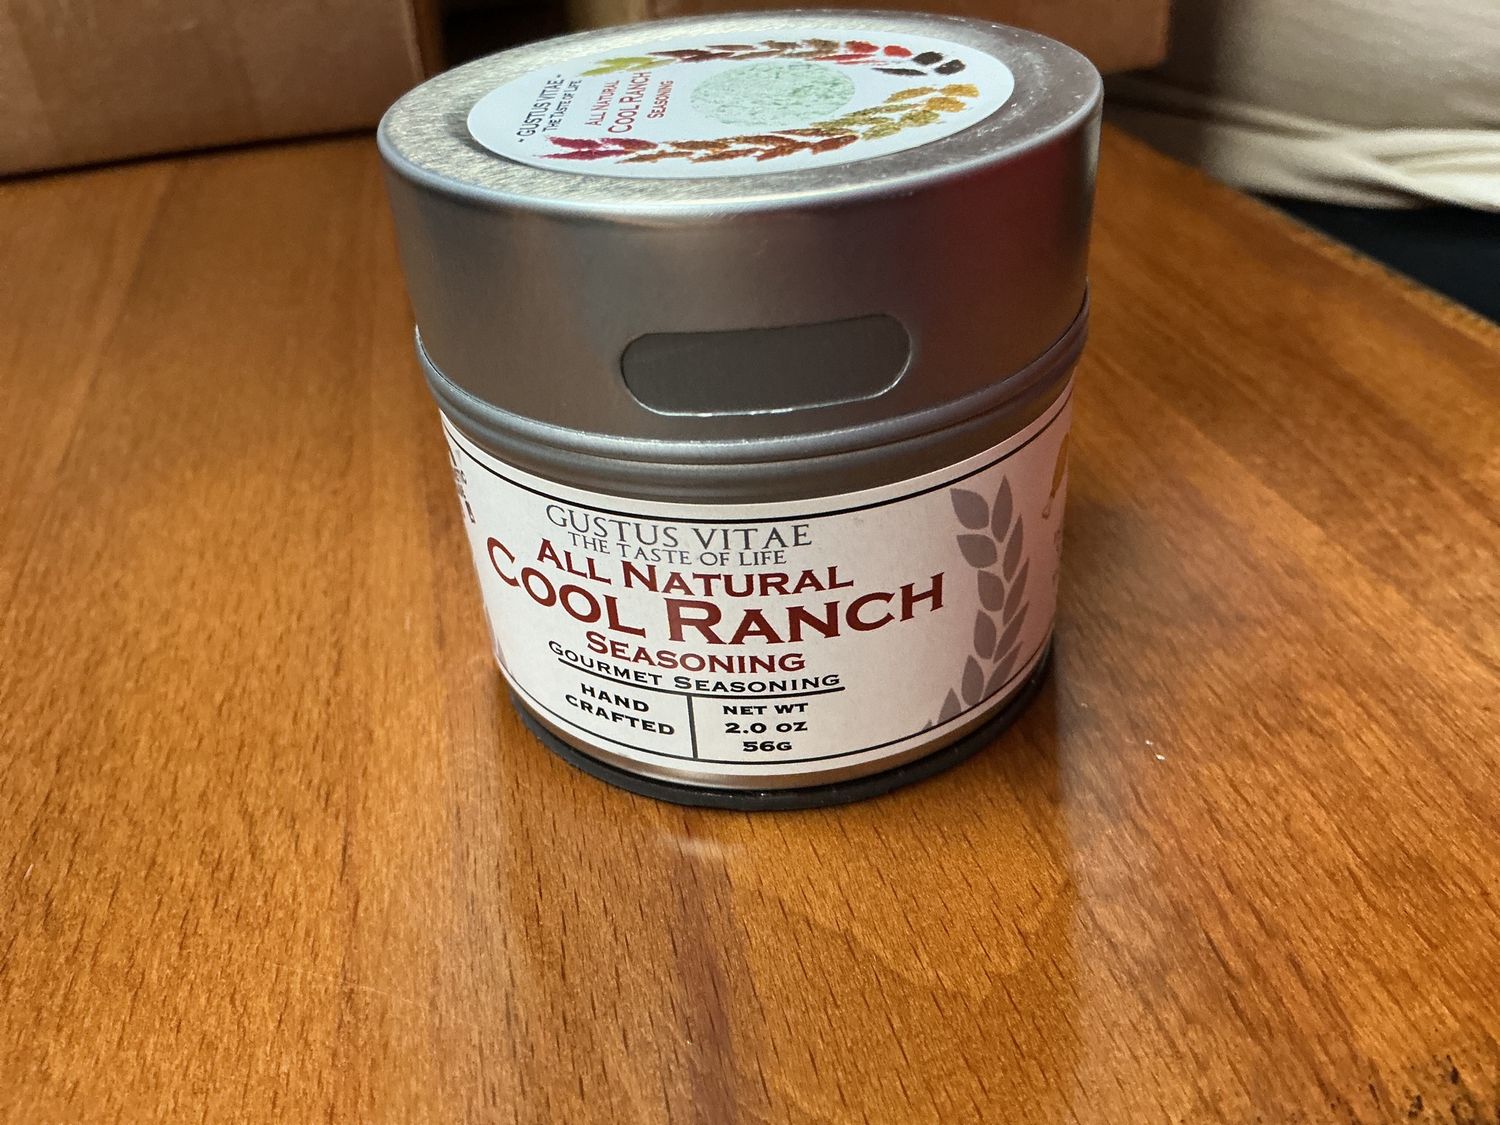 • GUSTUS VITAE •
THE TASTE OF LIFE
ALL NATURAL
COOL RANCH
SEASONING
GUSTUS VITAE
THE TASTE OF LIFE
ALL NATURAL
COOL RANCH
SEASONING
GOURMET SEASONING
HAND
CRAFTED
NET WT
2.0 OZ
56G